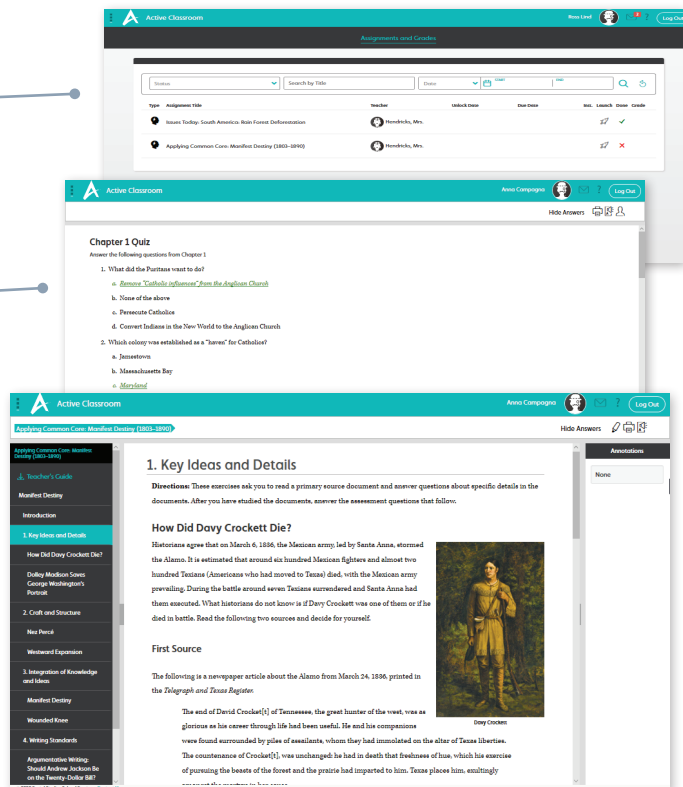 Active Classroom
Ross Lind
?
Log Out
Assignments and Grades
Status
Search by Title
Date
START
END
Type Assignment Title Teacher Unlock Date Due Date Inst. Launch Done Grade
Issues Today: South America: Rain Forest Deforestation Hendricks, Mrs.
Applying Common Core: Manifest Destiny (1803–1890) Hendricks, Mrs.
Active Classroom
Anna Campagna
?
Log Out
Hide Answers
Chapter 1 Quiz
Answer the following questions from Chapter 1
1. What did the Puritans want to do?
a. Remove "Catholic influences" from the Anglican Church
b. None of the above
c. Persecute Catholics
d. Convert Indians in the New World to the Anglican Church
2. Which colony was established as a "haven" for Catholics?
a. Jamestown
b. Massachusetts Bay
c. Maryland
Active Classroom
Anna Campagna
?
Log Out
Applying Common Core: Manifest Destiny (1803–1890)
Hide Answers
Applying Common Core: Manifest
Destiny (1803–1890)
Teacher's Guide
Manifest Destiny
Introduction
1. Key Ideas and Details
How Did Davy Crockett Die?
Dolley Madison Saves
George Washington's
Portrait
2. Craft and Structure
Nez Percé
Westward Expansion
3. Integration of Knowledge
and Ideas
Manifest Destiny
Wounded Knee
4. Writing Standards
Argumentative Writing:
Should Andrew Jackson Be
on the Twenty-Dollar Bill?
1. Key Ideas and Details
Directions: These exercises ask you to read a primary source document and answer questions about specific details in the
documents. After you have studied the documents, answer the assessment questions that follow.
How Did Davy Crockett Die?
Historians agree that on March 6, 1836, the Mexican army, led by Santa Anna, stormed
the Alamo. It is estimated that around six hundred Mexican fighters and almost two
hundred Texians (Americans who had moved to Texas) died, with the Mexican army
prevailing. During the battle around seven Texians surrendered and Santa Anna had
them executed. What historians do not know is if Davy Crockett was one of them or if he
died in battle. Read the following two sources and decide for yourself.
First Source
The following is a newspaper article about the Alamo from March 24, 1836, printed in
the Telegraph and Texas Register.
The end of David Crocket[t] of Tennessee, the great hunter of the west, was as
glorious as his career through life had been useful. He and his companions
were found surrounded by piles of assailants, whom they had immolated on the altar of Texas liberties.
The countenance of Crocket[t], was unchanged: he had in death that freshness of hue, which his exercise
of pursuing the beasts of the forest and the prairie had imparted to him. Texas places him, exultingly
amongst the martyrs in her cause.
Davy Crockett
Annotations
None